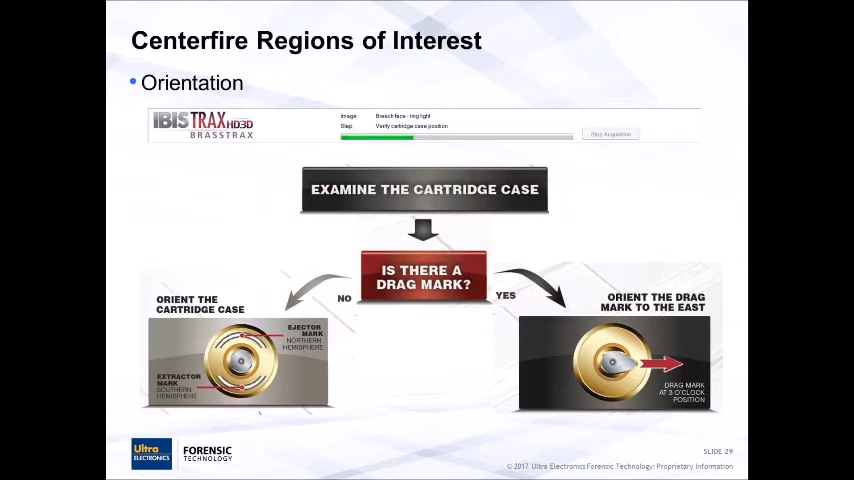 Centerfire Regions of Interest
• Orientation
IBIS TRAX HD3D
BRASSTRAX
Image: Breech face - ring light
Step: Verify cartridge case position
Stop Acquisition
EXAMINE THE CARTRIDGE CASE
IS THERE A
DRAG MARK?
NO
YES
ORIENT THE
CARTRIDGE CASE
EJECTOR
MARK
NORTHERN
HEMISPHERE
EXTRACTOR
MARK
SOUTHERN
HEMISPHERE
ORIENT THE DRAG
MARK TO THE EAST
DRAG MARK
AT 3 O'CLOCK
POSITION
Ultra
ELECTRONICS
FORENSIC
TECHNOLOGY
SLIDE 29
© 2017 Ultra Electronics Forensic Technology: Proprietary Information